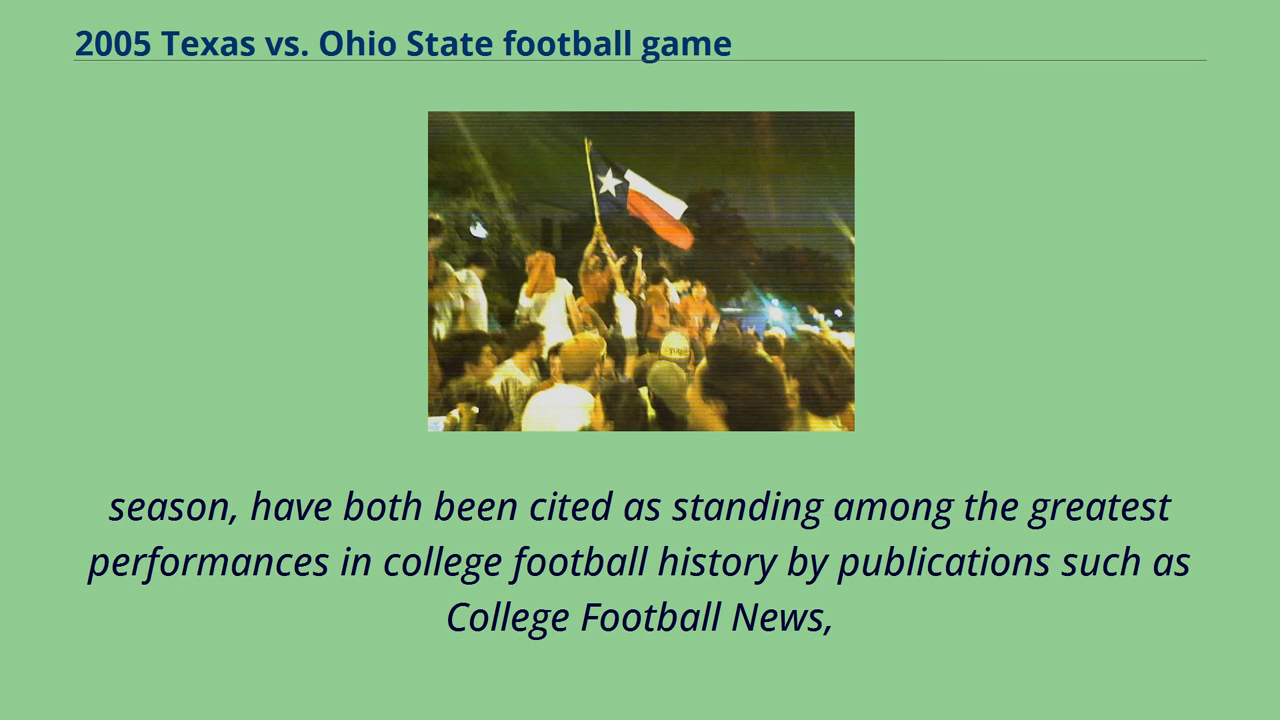 2005 Texas vs. Ohio State football game
season, have both been cited as standing among the greatest
performances in college football history by publications such as
College Football News,